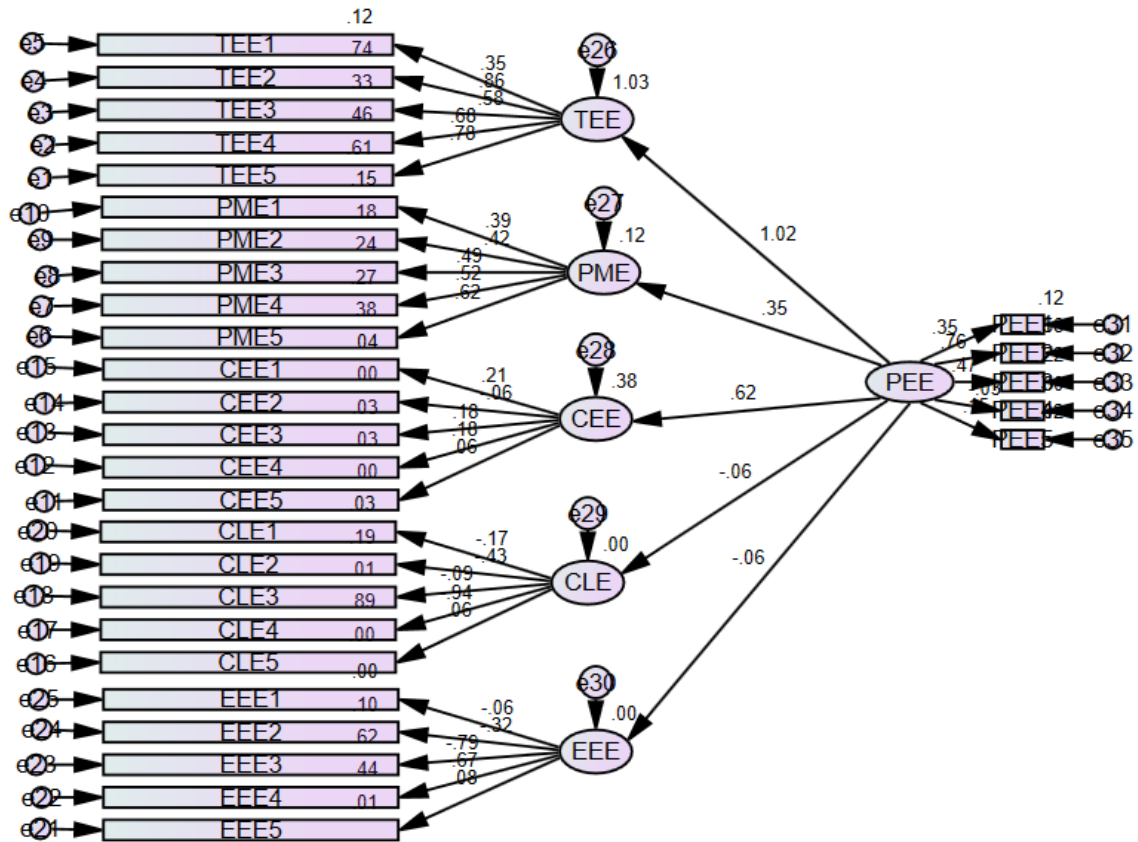 .12
e5 TEE1 74
e26
e4 TEE2 33
.35
.86
1.03
e3 TEE3 46
.58
TEE
e2 TEE4 .61
.68
.78
e1 TEE5 .15
e10 PME1 .18
e27
.39
.42
.12
1.02
e9 PME2 .24
.49
e8 PME3 .27
.52
PME
e7 PME4 .38
.62
.35
.12
e6 PME5 .04
e28
.35
e31
.76
e32
e15 CEE1 .00
.21
.38
.47
e33
PEE
e14 CEE2 .03
.06
.62
e34
e13 CEE3 .03
.18
CEE
PEE5
e35
e12 CEE4 .00
.18
.06
e11 CEE5 .03
-.06
e29
e20 CLE1 .19
-.17
-.43
.00
-.06
e19 CLE2 .01
-.09
e18 CLE3 .89
.94
CLE
e17 CLE4 .00
.06
e16 CLE5 .00
e30
e25 EEE1 .10
-.06
-.32
.00
e24 EEE2 .62
-.79
e23 EEE3 .44
.67
EEE
e22 EEE4 .01
.08
e21 EEE5